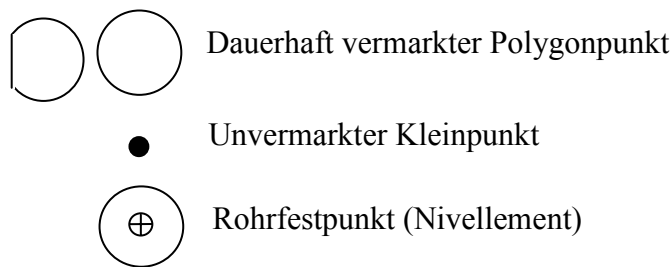 Dauerhaft vermarkter Polygonpunkt
Unvermarkter Kleinpunkt
Rohrfestpunkt (Nivellement)